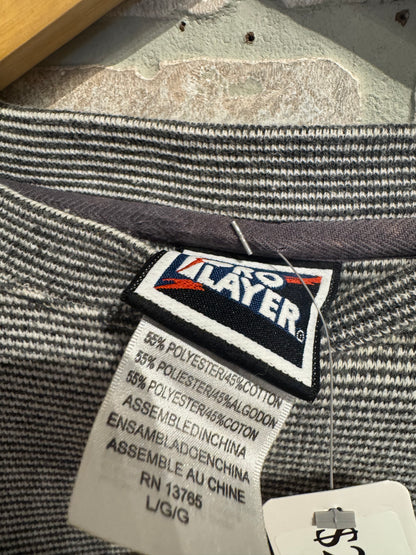 PRO
PLAYER
®
55% POLYESTER/45% COTTON
55% POLIESTER/45% ALGODON
55% POLYESTER/45% COTON
ASSEMBLED IN CHINA
ENSAMBLADO EN CHINA
ASSEMBLE AU CHINE
RN 13765
L/G/G
$